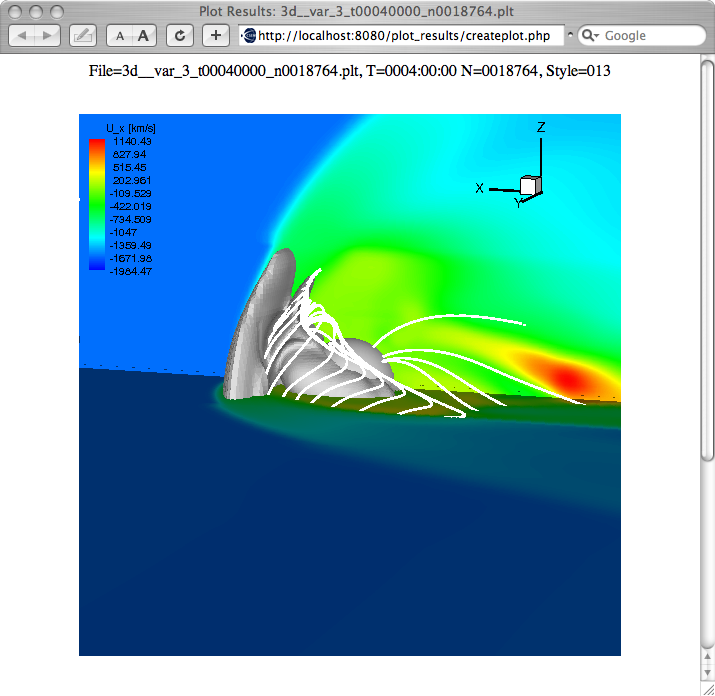 Plot Results: 3d__var_3_t00040000_n0018764.plt
A A http://localhost:8080/plot_results/createplot.php Google
File=3d__var_3_t00040000_n0018764.plt, T=0004:00:00 N=0018764, Style=013
U_x [km/s]
1140.43
827.94
515.45
202.961
-109.529
-422.019
-734.509
-1047
-1359.49
-1671.98
-1984.47
Z
X
Y